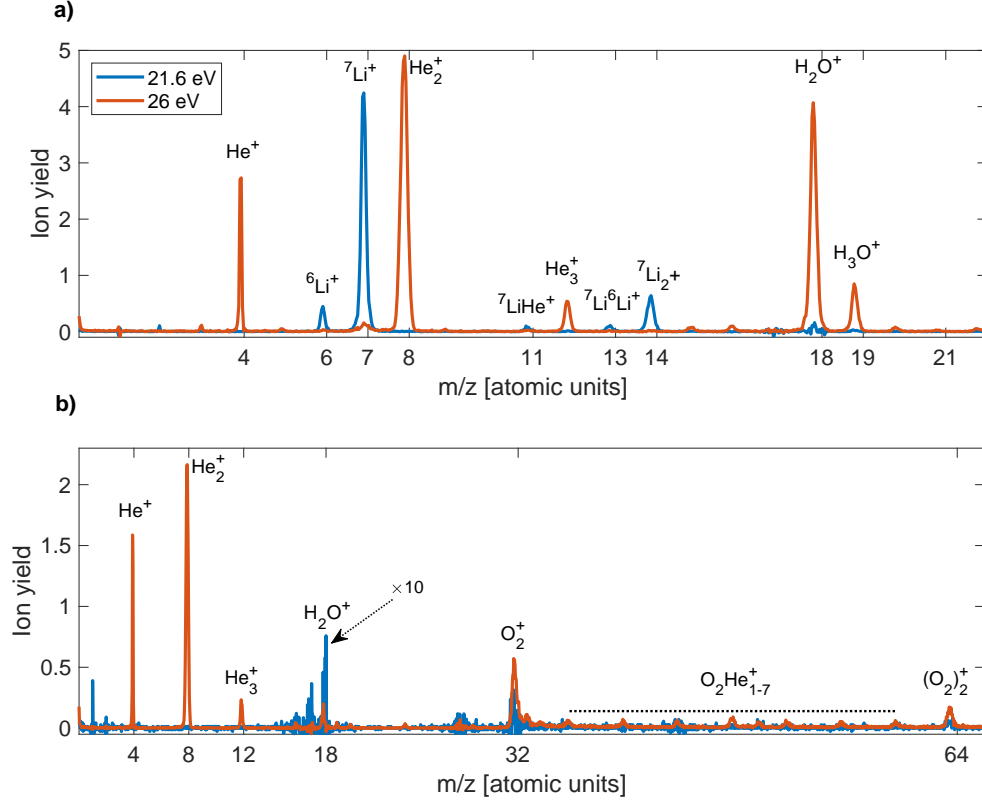 a)
21.6 eV
26 eV
He⁺
⁶Li⁺
⁷Li⁺
He₂⁺
⁷LiHe⁺
He₃⁺
⁷Li⁶Li⁺
⁷Li₂+
H₂O⁺
H₃O⁺
Ion yield
5
4
3
2
1
0
4 6 7 8 11 13 14 18 19 21
m/z [atomic units]
b)
He⁺
He₂⁺
He₃⁺
H₂O⁺
×10
O₂⁺
O₂He₁₋₇⁺
(O₂)₂⁺
Ion yield
2
1.5
1
0.5
0
4 8 12 18 32 64
m/z [atomic units]